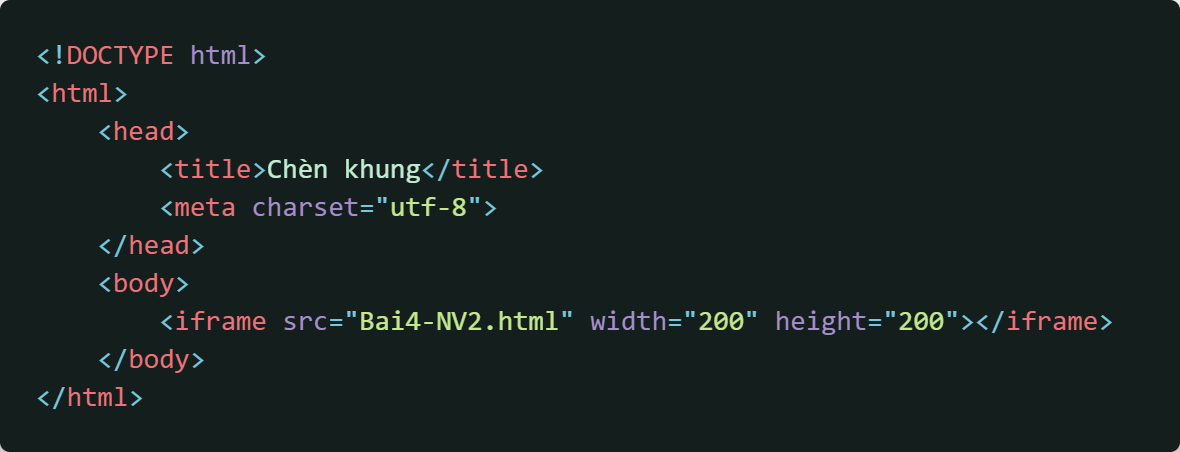 <!DOCTYPE html>
<html>
    <head>
        <title>Chèn khung</title>
        <meta charset="utf-8">
    </head>
    <body>
        <iframe src="Bai4-NV2.html" width="200" height="200"></iframe>
    </body>
</html>